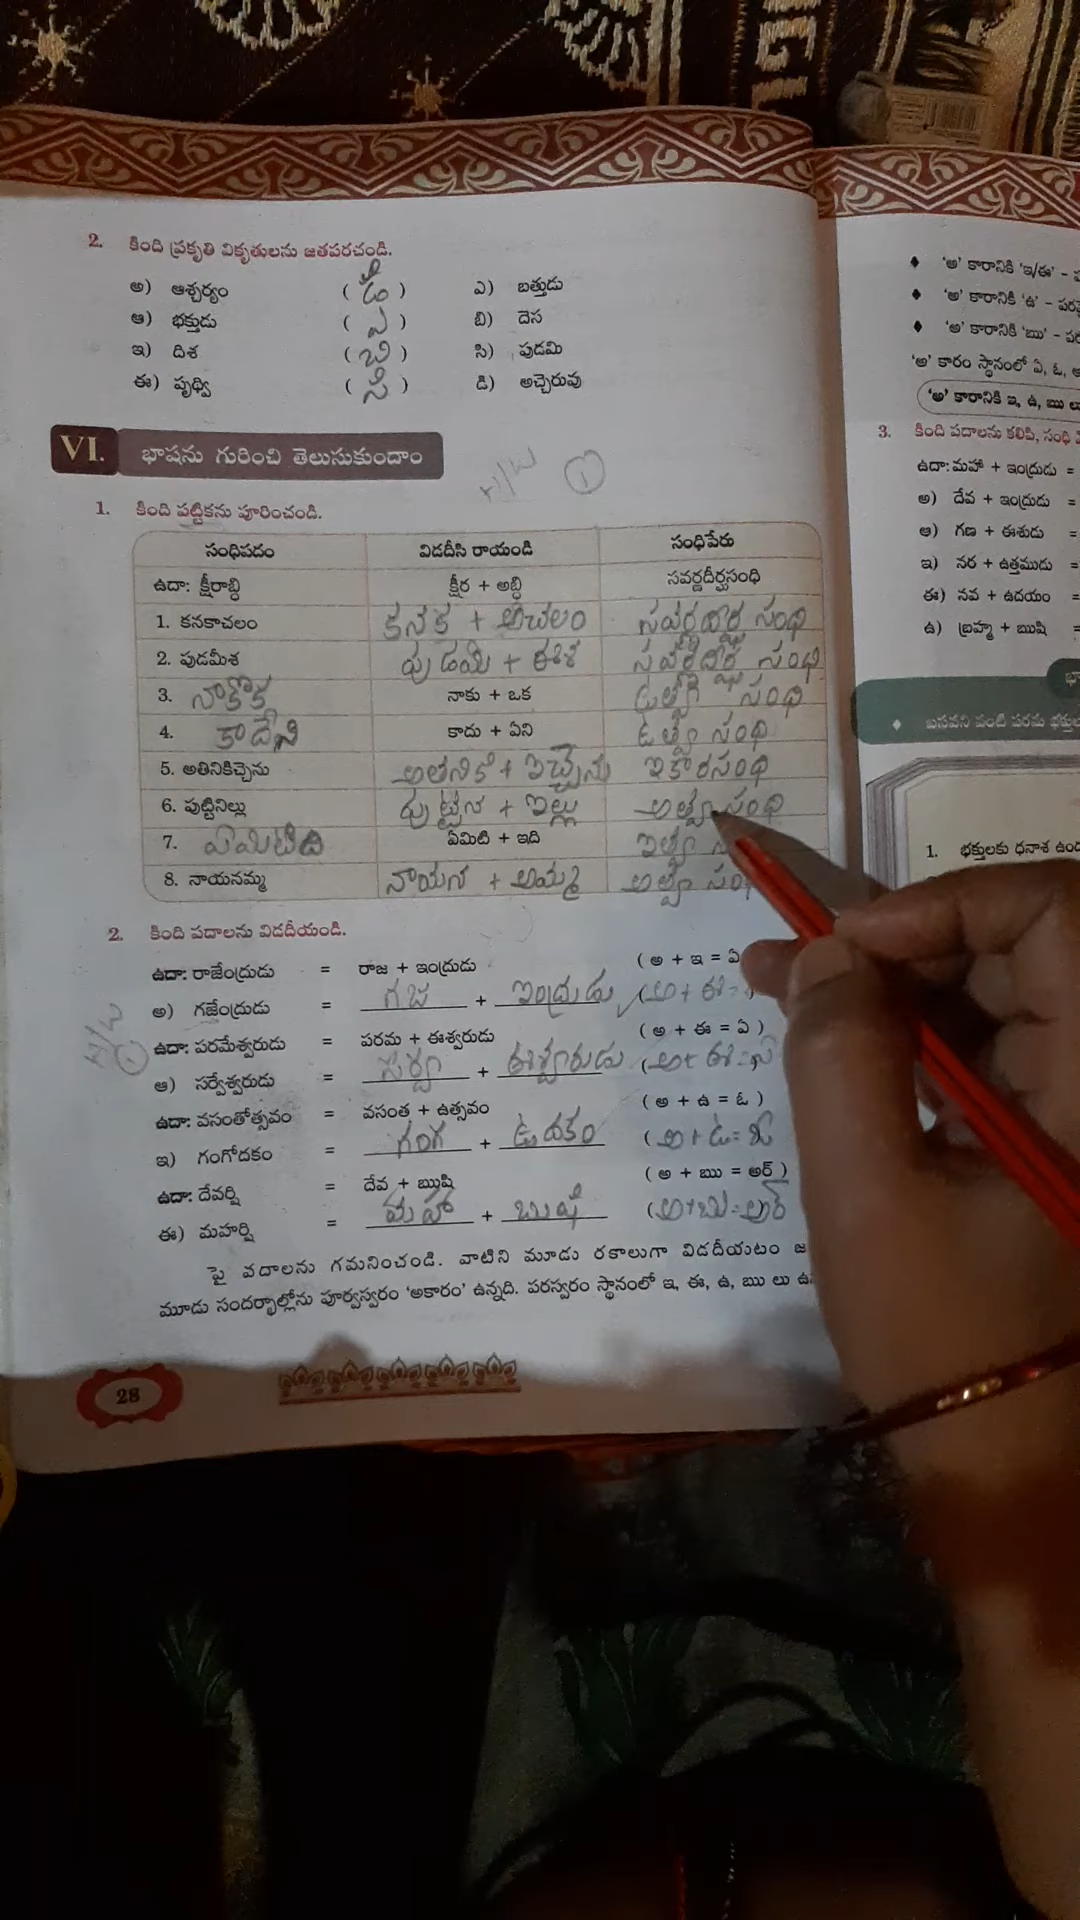 2. కింది ప్రకృతి వికృతులను జతపరచండి.
అ) ఆశ్చర్యం ( డి ) ఎ) బత్తుడు
ఆ) భక్తుడు ( ఎ ) బి) దెస
ఇ) దిశ ( బి ) సి) పుడమి
ఈ) పృథ్వి ( సి ) డి) అచ్చెరువు
VI. భాషను గురించి తెలుసుకుందాం
H/W 1
1. కింది పట్టికను పూరించండి.
సంధిపదం విడదీసి రాయండి సంధిపేరు
ఉదా: క్షీరాబ్ధి క్షీర + అబ్ధి సవర్ణదీర్ఘసంధి
1. కనకాచలం కనక + అచలం సవర్ణదీర్ఘ సంధి
2. పుడమీశ పుడమి + ఈశ సవర్ణదీర్ఘ సంధి
3. నాకొక నాకు + ఒక సంధి
4. కాదేని కాదు + ఏని ఉత్వ సంధి
5. అతినికిచ్చెను అతనికి + ఇచ్చెను ఇకారసంధి
6. పుట్టినిల్లు పుట్టిన + ఇల్లు అత్వ సంధి
7. ఏమిటిది ఏమిటి + ఇది ఇత్వ
8. నాయనమ్మ నాయన + అమ్మ అత్వ సంధి
2. కింది పదాలను విడదీయండి.
ఉదా: రాజేంద్రుడు = రాజ + ఇంద్రుడు ( అ + ఇ = ఏ
అ) గజేంద్రుడు = గజ + ఇంద్రుడు (అ + ఈ =
ఉదా: పరమేశ్వరుడు = పరమ + ఈశ్వరుడు ( అ + ఈ = ఏ )
ఆ) సర్వేశ్వరుడు = సర్వ + ఈశ్వరుడు (అ + ఈ = ఏ
ఉదా: వసంతోత్సవం = వసంత + ఉత్సవం ( అ + ఉ = ఓ )
ఇ) గంగోదకం = గంగ + ఉదకం (అ + ఉ = ఓ
ఉదా: దేవర్షి = దేవ + ఋషి ( అ + ఋ = అర్ )
ఈ) మహర్షి = మహా + ఋషి (అ + ఋ = అర్
H/W
పై పదాలను గమనించండి. వాటిని మూడు రకాలుగా విడదీయటం జ
మూడు సందర్భాల్లోను పూర్వస్వరం 'అకారం' ఉన్నది. పరస్వరం స్థానంలో ఇ, ఈ, ఉ, ఋ లు ఉ
28
♦ 'అ' కారానికి 'ఇ/ఈ' -
♦ 'అ' కారానికి 'ఉ' -
♦ 'అ' కారానికి 'ఋ' -
'అ' కారం స్థానంలో ఏ, ఓ,
'అ' కారానికి ఇ, ఉ, ఋ లు
3. కింది పదాలను కలిపి, సంధి
ఉదా: మహా + ఇంద్రుడు =
అ) దేవ + ఇంద్రుడు =
ఆ) గణ + ఈశుడు =
ఇ) నర + ఉత్తముడు =
ఈ) నవ + ఉదయం =
ఉ) బ్రహ్మ + ఋషి =
♦ బసవని వంటి పరమ
1. భక్తులకు ధనాశ